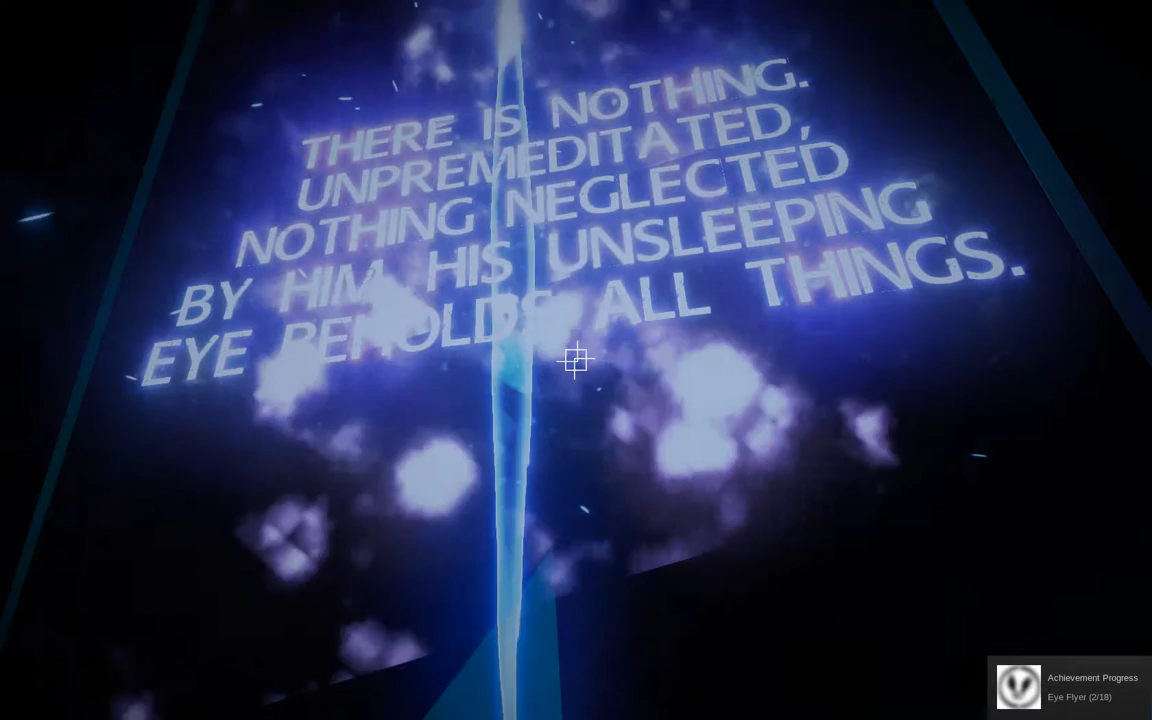 THERE IS NOTHING.
UNPREMEDITATED,
NOTHING NEGLECTED
BY HIM, HIS UNSLEEPING
EYE BEHOLDS ALL THINGS.
Achievement Progress
Eye Flyer (2/18)